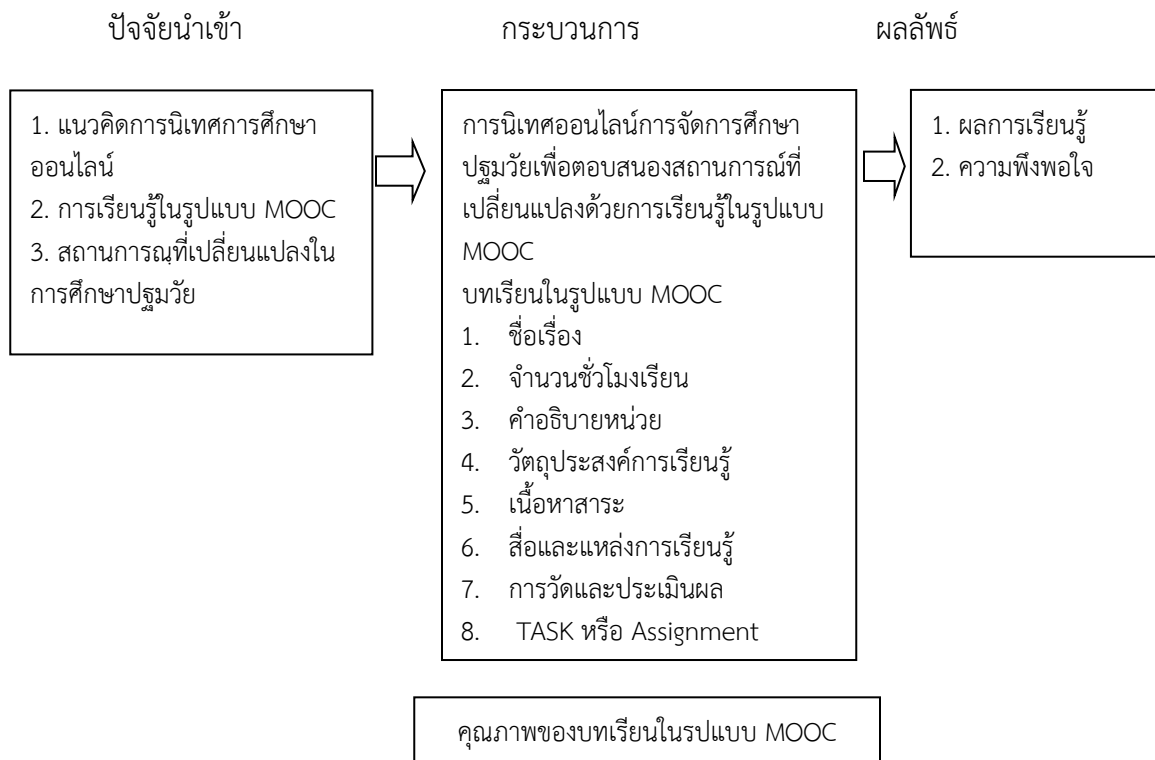 ปัจจัยนำเข้า กระบวนการ ผลลัพธ์
1. แนวคิดการนิเทศการศึกษา
ออนไลน์
2. การเรียนรู้ในรูปแบบ MOOC
3. สถานการณฺที่เปลี่ยนแปลงใน
การศึกษาปฐมวัย
การนิเทศออนไลน์การจัดการศึกษา
ปฐมวัยเพื่อตอบสนองสถานการณ์ที่
เปลี่ยนแปลงด้วยการเรียนรู้ในรูปแบบ
MOOC
บทเรียนในรูปแบบ MOOC
1. ชื่อเรื่อง
2. จำนวนชั่วโมงเรียน
3. คำอธิบายหน่วย
4. วัตถุประสงค์การเรียนรู้
5. เนื้อหาสาระ
6. สื่อและแหล่งการเรียนรู้
7. การวัดและประเมินผล
8. TASK หรือ Assignment
1. ผลการเรียนรู้
2. ความพึงพอใจ
คุณภาพของบทเรียนในรปแบบ MOOC